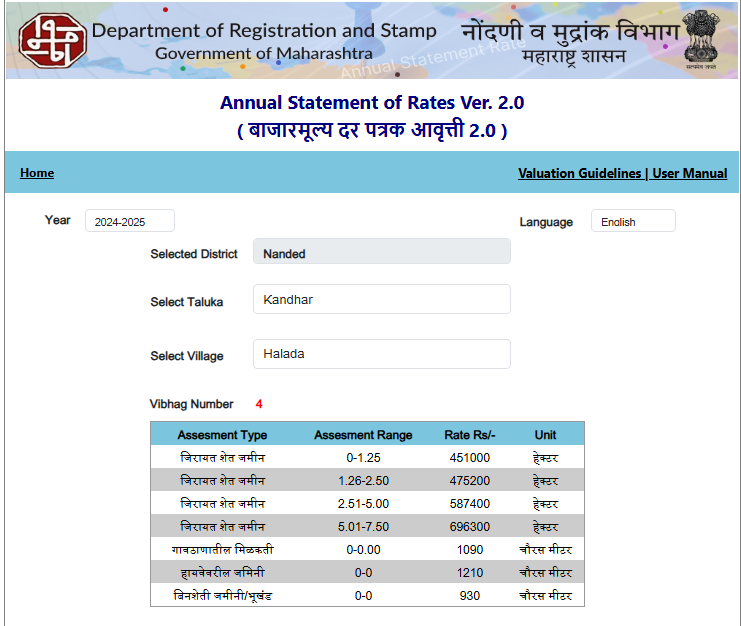 Department of Registration and Stamp
Government of Maharashtra
नोंदणी व मुद्रांक विभाग
महाराष्ट्र शासन
Annual Statement Rate
Annual Statement of Rates Ver. 2.0
( बाजारमूल्य दर पत्रक आवृत्ती 2.0 )
Home
Valuation Guidelines | User Manual
Year 2024-2025 Language English
Selected District Nanded
Select Taluka Kandhar
Select Village Halada
Vibhag Number 4
Assesment Type Assesment Range Rate Rs/- Unit
जिरायत शेत जमीन 0-1.25 451000 हेक्टर
जिरायत शेत जमीन 1.26-2.50 475200 हेक्टर
जिरायत शेत जमीन 2.51-5.00 587400 हेक्टर
जिरायत शेत जमीन 5.01-7.50 696300 हेक्टर
गावठाणातील मिळकती 0-0.00 1090 चौरस मीटर
हायवेवरील जमिनी 0-0 1210 चौरस मीटर
बिनशेती जमीनी/भूखंड 0-0 930 चौरस मीटर